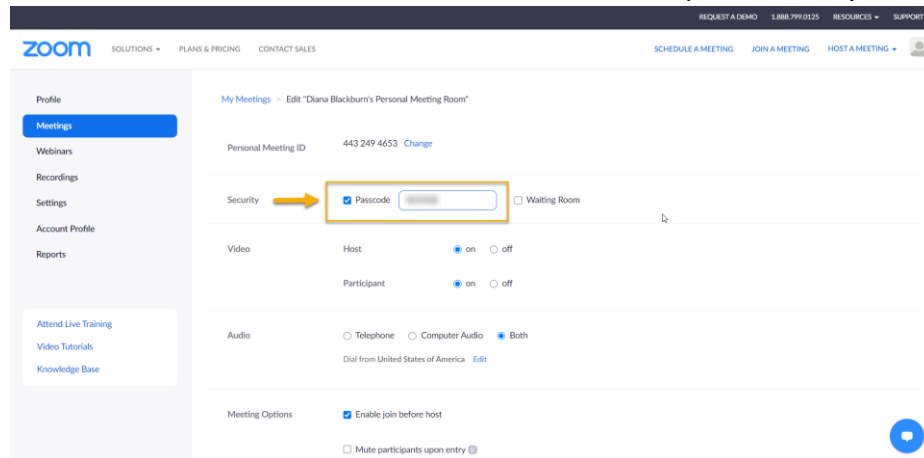 REQUEST A DEMO 1.888.799.0125 RESOURCES SUPPORT
zoom SOLUTIONS PLANS & PRICING CONTACT SALES SCHEDULE A MEETING JOIN A MEETING HOST A MEETING
Profile
Meetings
Webinars
Recordings
Settings
Account Profile
Reports
Attend Live Training
Video Tutorials
Knowledge Base
My Meetings > Edit "Diana Blackburn's Personal Meeting Room"
Personal Meeting ID 443 249 4653 Change
Security Passcode Waiting Room
Video Host on off
Participant on off
Audio Telephone Computer Audio Both
Dial from United States of America Edit
Meeting Options Enable join before host
Mute participants upon entry